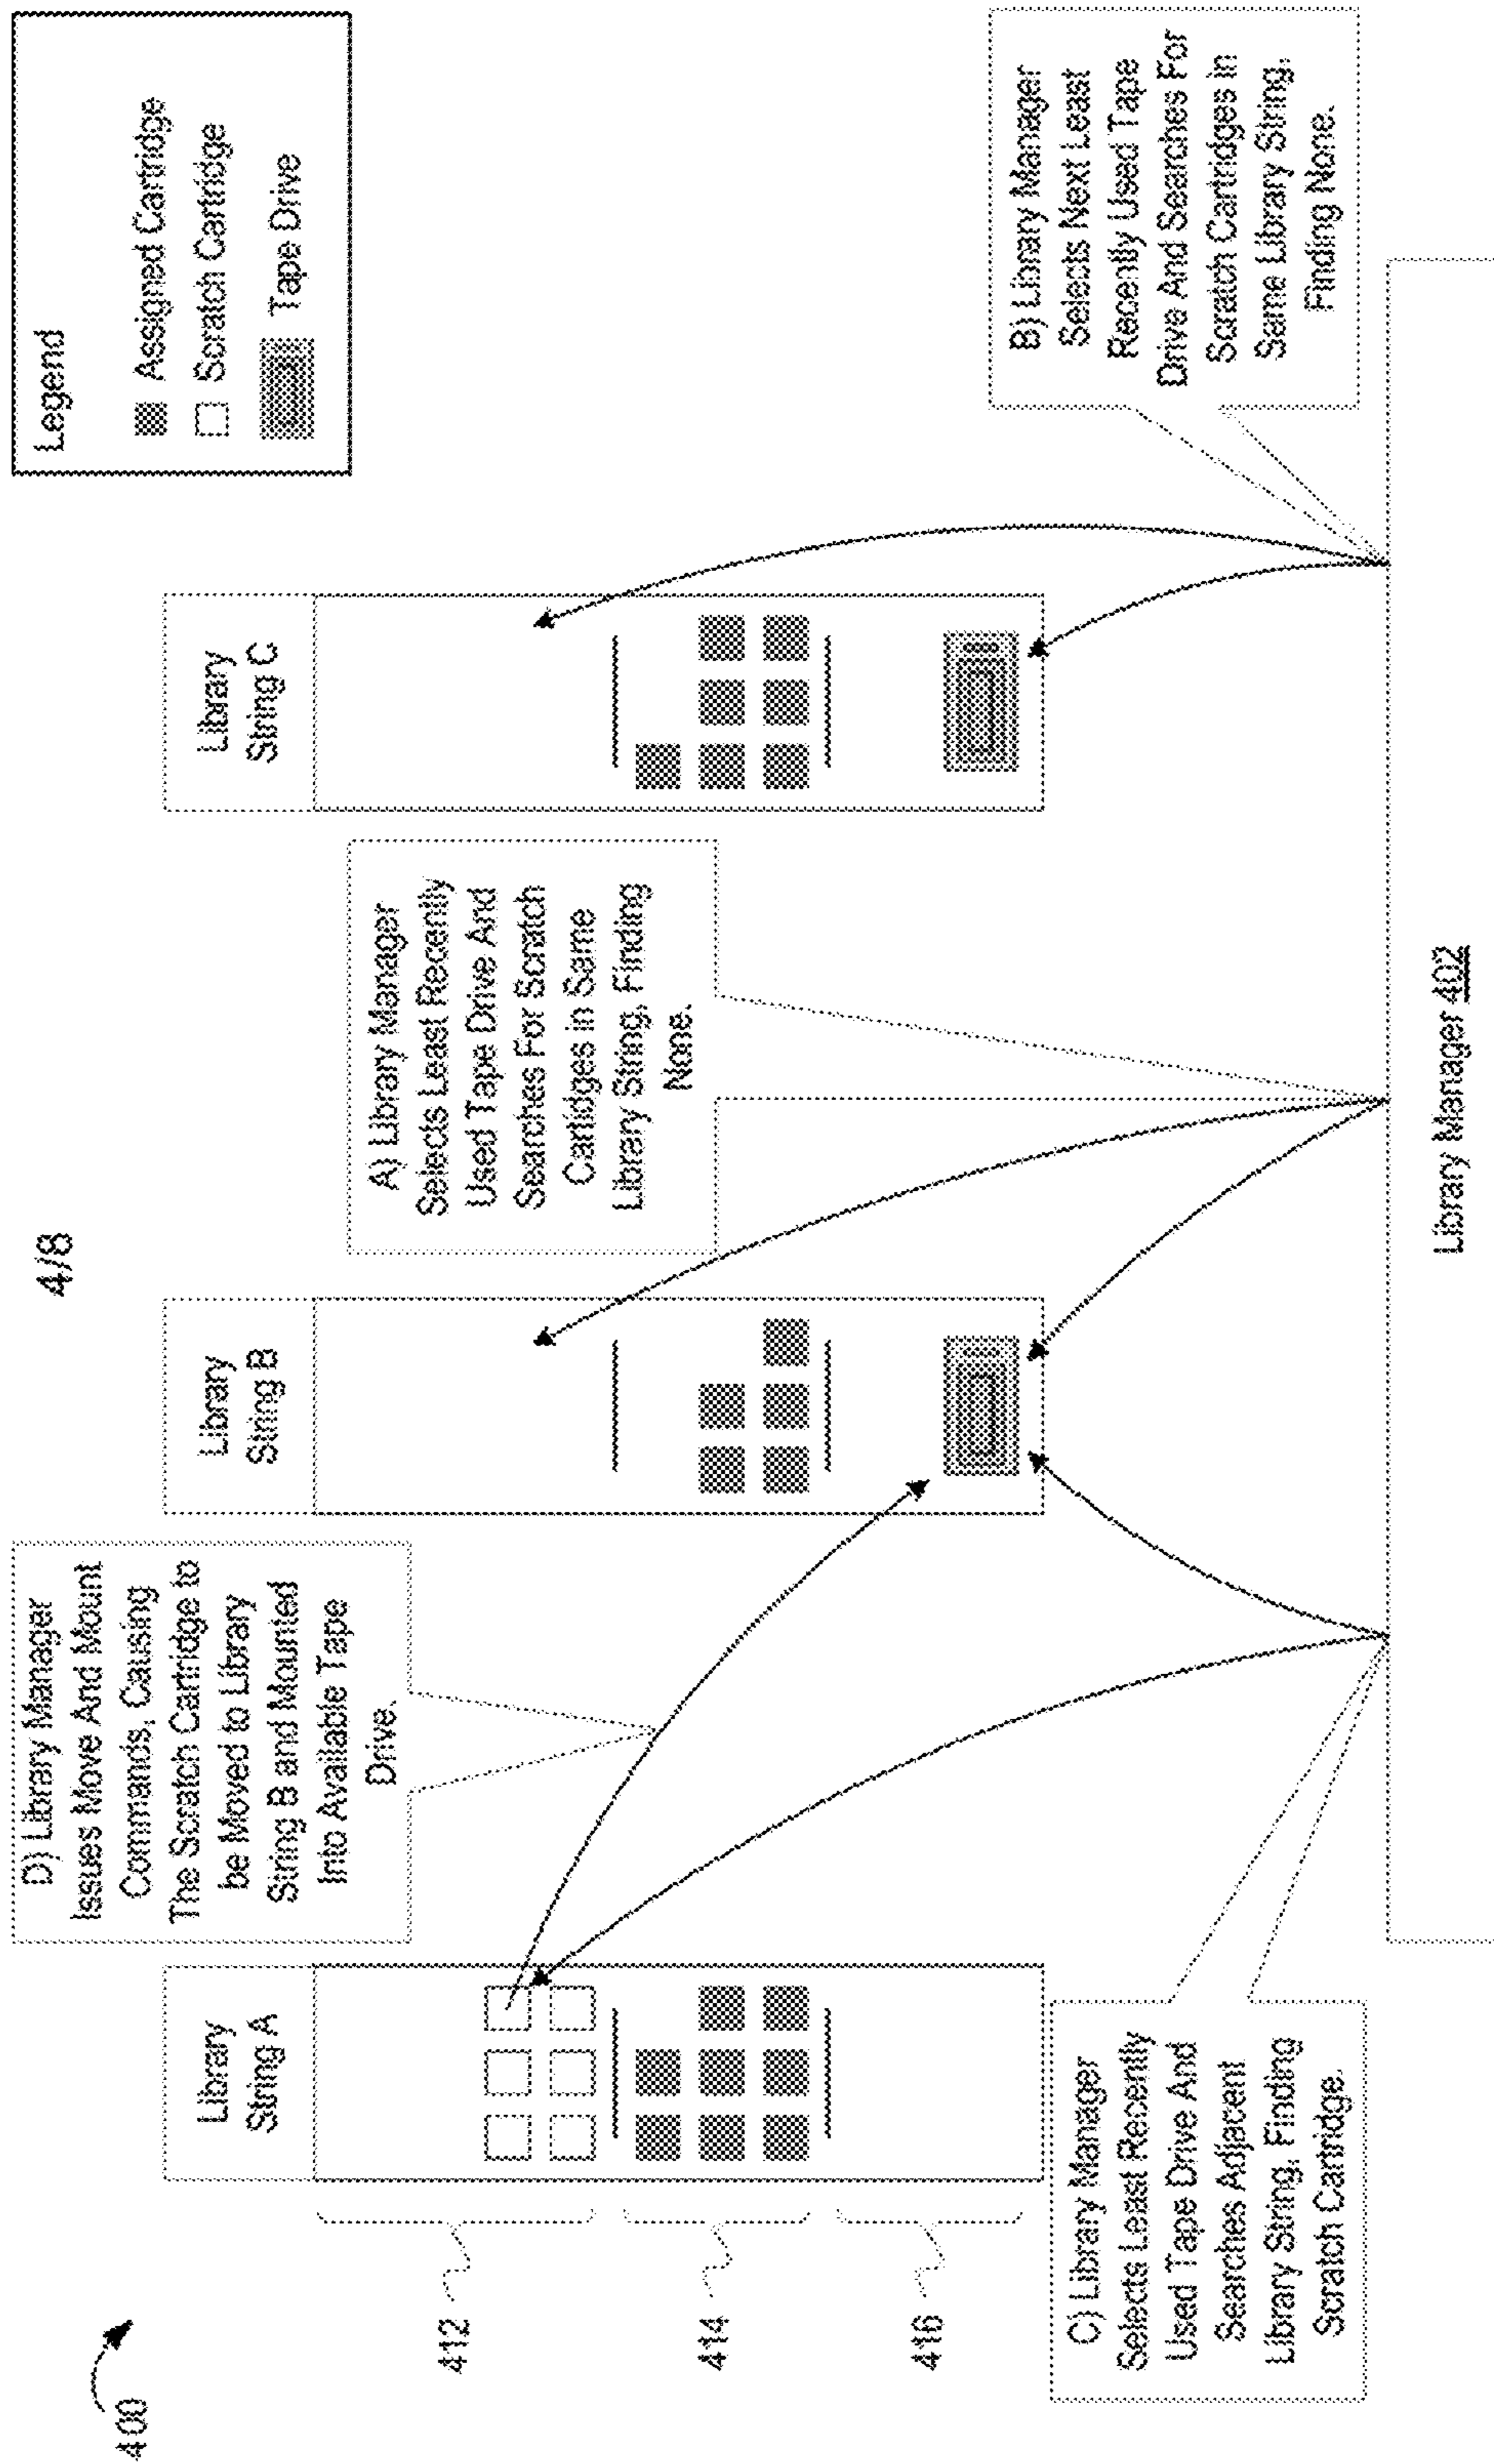 4/8
400
D) Library Manager
Issues Move And Mount
Commands, Causing
The Scratch Cartridge to
be Moved to Library
String B and Mounted
Into Available Tape
Drive.
Legend
Assigned Cartridge
Scratch Cartridge
Tape Drive
Library
String A
Library
String B
Library
String C
A) Library Manager
Selects Least Recently
Used Tape Drive And
Searches For Scratch
Cartridges in Same
Library String, Finding
None.
412
414
416
C) Library Manager
Selects Least Recently
Used Tape Drive And
Searches Adjacent
Library String, Finding
Scratch Cartridge.
B) Library Manager
Selects Next Least
Recently Used Tape
Drive And Searches For
Scratch Cartridges in
Same Library String,
Finding None.
Library Manager 402